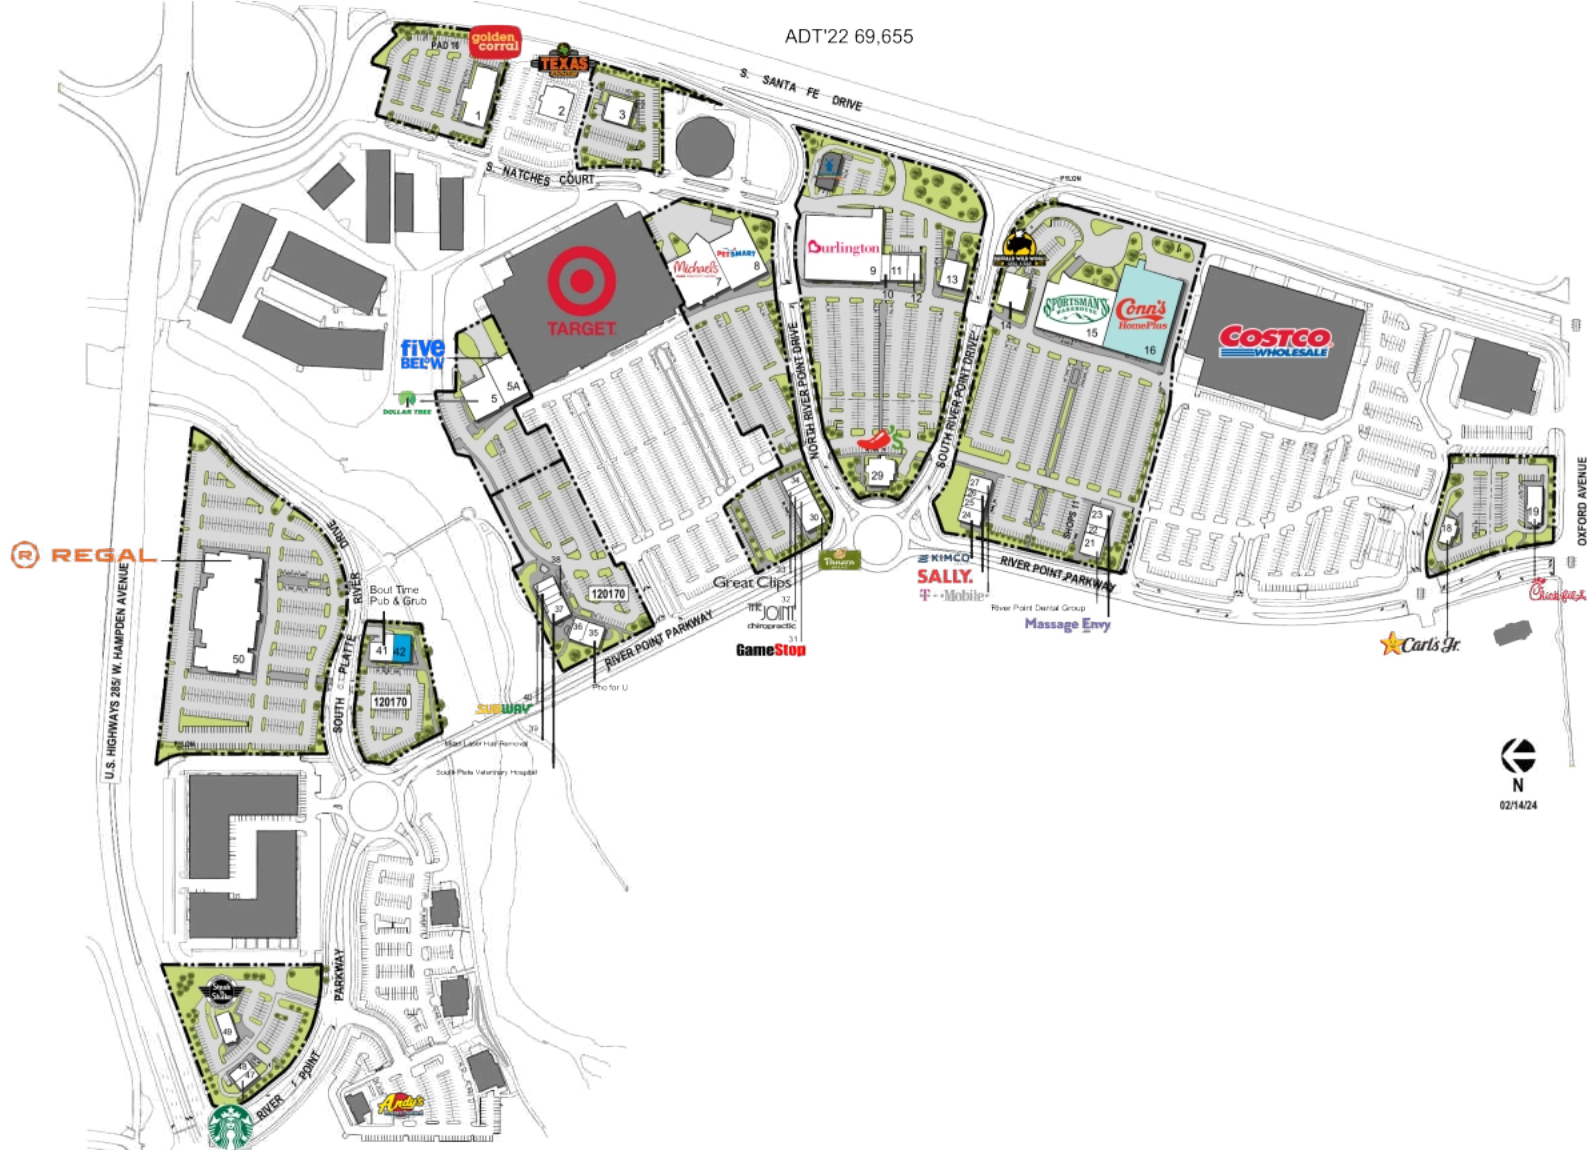 ADT'22 69,655
golden
corral
PAD 16
TEXAS
1
2
3
S. SANTA FE DRIVE
S. NATCHES COURT
PYLON
TARGET
Michaels
7
PETSMART
8
Burlington
9
10
11
12
13
14
SPORTSMAN'S
WAREHOUSE
15
Conn's
HomePlus
16
COSTCO
WHOLESALE
five
BELOW
DOLLAR TREE
5
5A
NORTH RIVER POINT DRIVE
SOUTH RIVER POINT DRIVE
29
34
30
27
26
25
24
SHOPS 11
23
22
21
18
19
OXFORD AVENUE
REGAL
50
U.S. HIGHWAYS 285/ W. HAMPDEN AVENUE
SOUTH PLATTE RIVER DRIVE
Bout Time
Pub & Grub
41
42
120170
38
37
36
35
120170
RIVER POINT PARKWAY
33
Great Clips
32
THE JOINT
chiropractic
31
GameStop
KIMCO
SALLY.
T-Mobile
RIVER POINT PARKWAY
River Point Dental Group
Massage Envy
Chick-fil-A
Carl's Jr.
Pho for U
40
SUBWAY
39
Milan Laser Hair Removal
South Platte Veterinary Hospital
N
02/14/24
Steak
n
Shake
49
48
47
RIVER POINT PARKWAY
Andy's